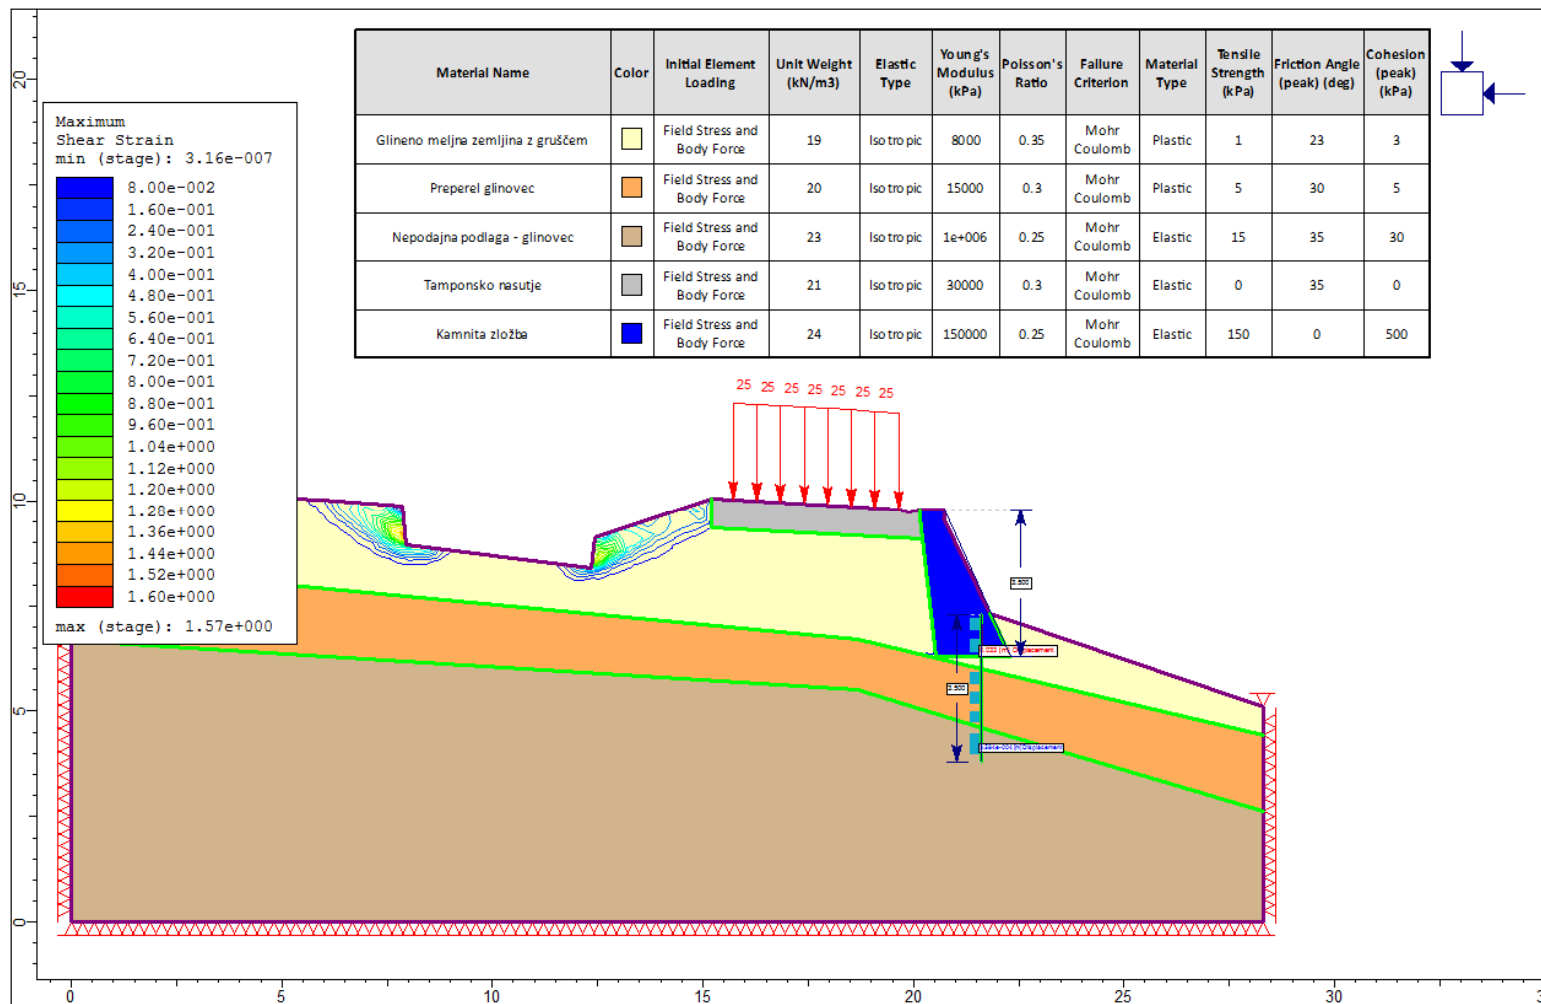 Material Name Color Initial Element Loading Unit Weight (kN/m3) Elastic Type Young's Modulus (kPa) Poisson's Ratio Failure Criterion Material Type Tensile Strength (kPa) Friction Angle (peak) (deg) Cohesion (peak) (kPa)
Glineno meljna zemljina z gruščem Field Stress and Body Force 19 Isotropic 8000 0.35 Mohr Coulomb Plastic 1 23 3
Preperel glinovec Field Stress and Body Force 20 Isotropic 15000 0.3 Mohr Coulomb Plastic 5 30 5
Nepodajna podlaga - glinovec Field Stress and Body Force 23 Isotropic 1e+006 0.25 Mohr Coulomb Elastic 15 35 30
Tamponsko nasutje Field Stress and Body Force 21 Isotropic 30000 0.3 Mohr Coulomb Elastic 0 35 0
Kamnita zložba Field Stress and Body Force 24 Isotropic 150000 0.25 Mohr Coulomb Elastic 150 0 500
Maximum
Shear Strain
min (stage): 3.16e-007
8.00e-002
1.60e-001
2.40e-001
3.20e-001
4.00e-001
4.80e-001
5.60e-001
6.40e-001
7.20e-001
8.00e-001
8.80e-001
9.60e-001
1.04e+000
1.12e+000
1.20e+000
1.28e+000
1.36e+000
1.44e+000
1.52e+000
1.60e+000
max (stage): 1.57e+000
25 25 25 25 25 25 25
20
15
10
5
0
0 5 10 15 20 25 30